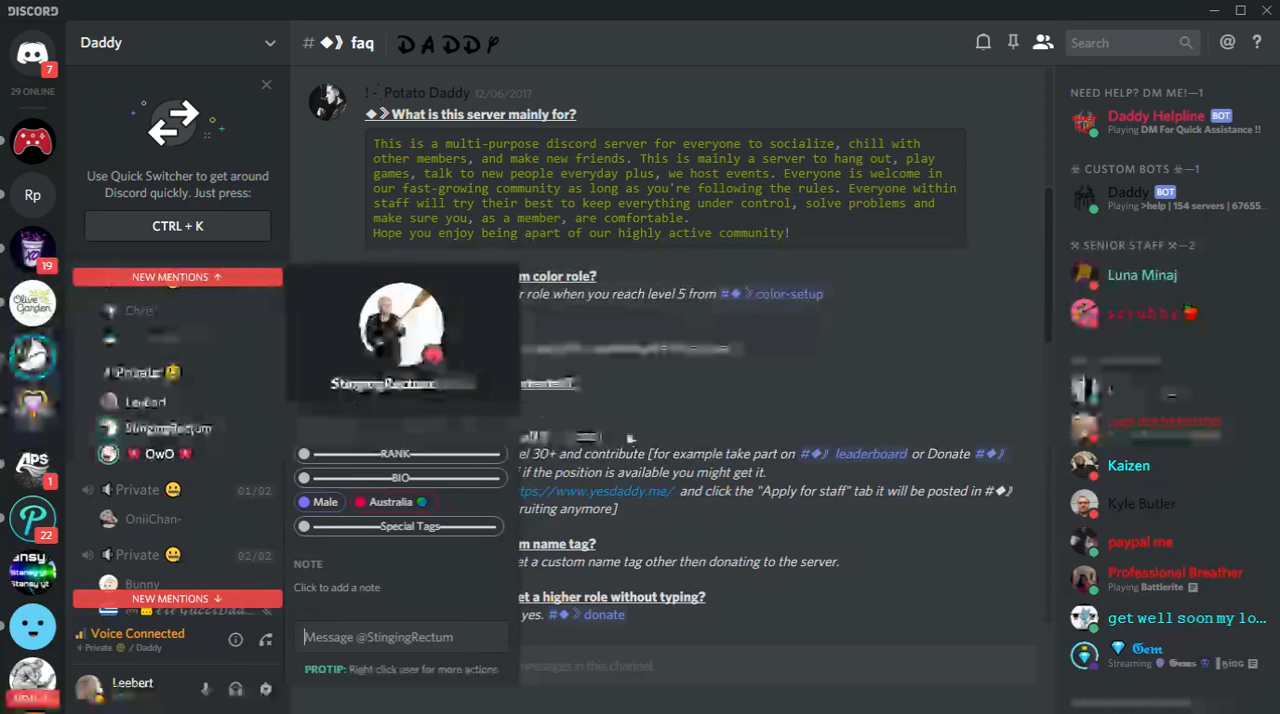 DISCORD
7
29 ONLINE
Rp
19
Olive
Garden
APS
1
22
Daddy
Use Quick Switcher to get around
Discord quickly. Just press:
CTRL + K
NEW MENTIONS ↑
Chris
Private
Leebert
StingingRectum
OwO
Private 01/02
OniiChan-
Private 02/02
Bunny
NEW MENTIONS ↓
Voice Connected
Private / Daddy
Leebert
# faq DADDY
Search
! - Potato Daddy 12/06/2017
What is this server mainly for?
This is a multi-purpose discord server for everyone to socialize, chill with
other members, and make new friends. This is mainly a server to hang out, play
games, talk to new people everyday plus, we host events. Everyone is welcome in
our fast-growing community as long as you're following the rules. Everyone within
staff will try their best to keep everything under control, solve problems and
make sure you, as a member, are comfortable.
Hope you enjoy being apart of our highly active community!
m color role?
r role when you reach level 5 from # color-setup
el 30+ and contribute [for example take part on # leaderboard or Donate #
if the position is available you might get it.
ttps://www.yesdaddy.me/ and click the "Apply for staff" tab it will be posted in #
ruiting anymore]
m name tag?
et a custom name tag other then donating to the server.
et a higher role without typing?
yes. # donate
messages in this channel.
StingingRectum
RANK
BIO
Male Australia
Special Tags
NOTE
Click to add a note
Message @StingingRectum
PROTIP: Right click user for more actions
NEED HELP? DM ME!—1
Daddy Helpline BOT
Playing DM For Quick Assistance !!
CUSTOM BOTS —1
Daddy BOT
Playing >help | 154 servers | 67655...
SENIOR STAFF —2
Luna Minaj
scrubby
Kaizen
Kyle Butler
paypal me
Professional Breather
Playing Battlerite
get well soon my lo...
Gem
Streaming Gems King